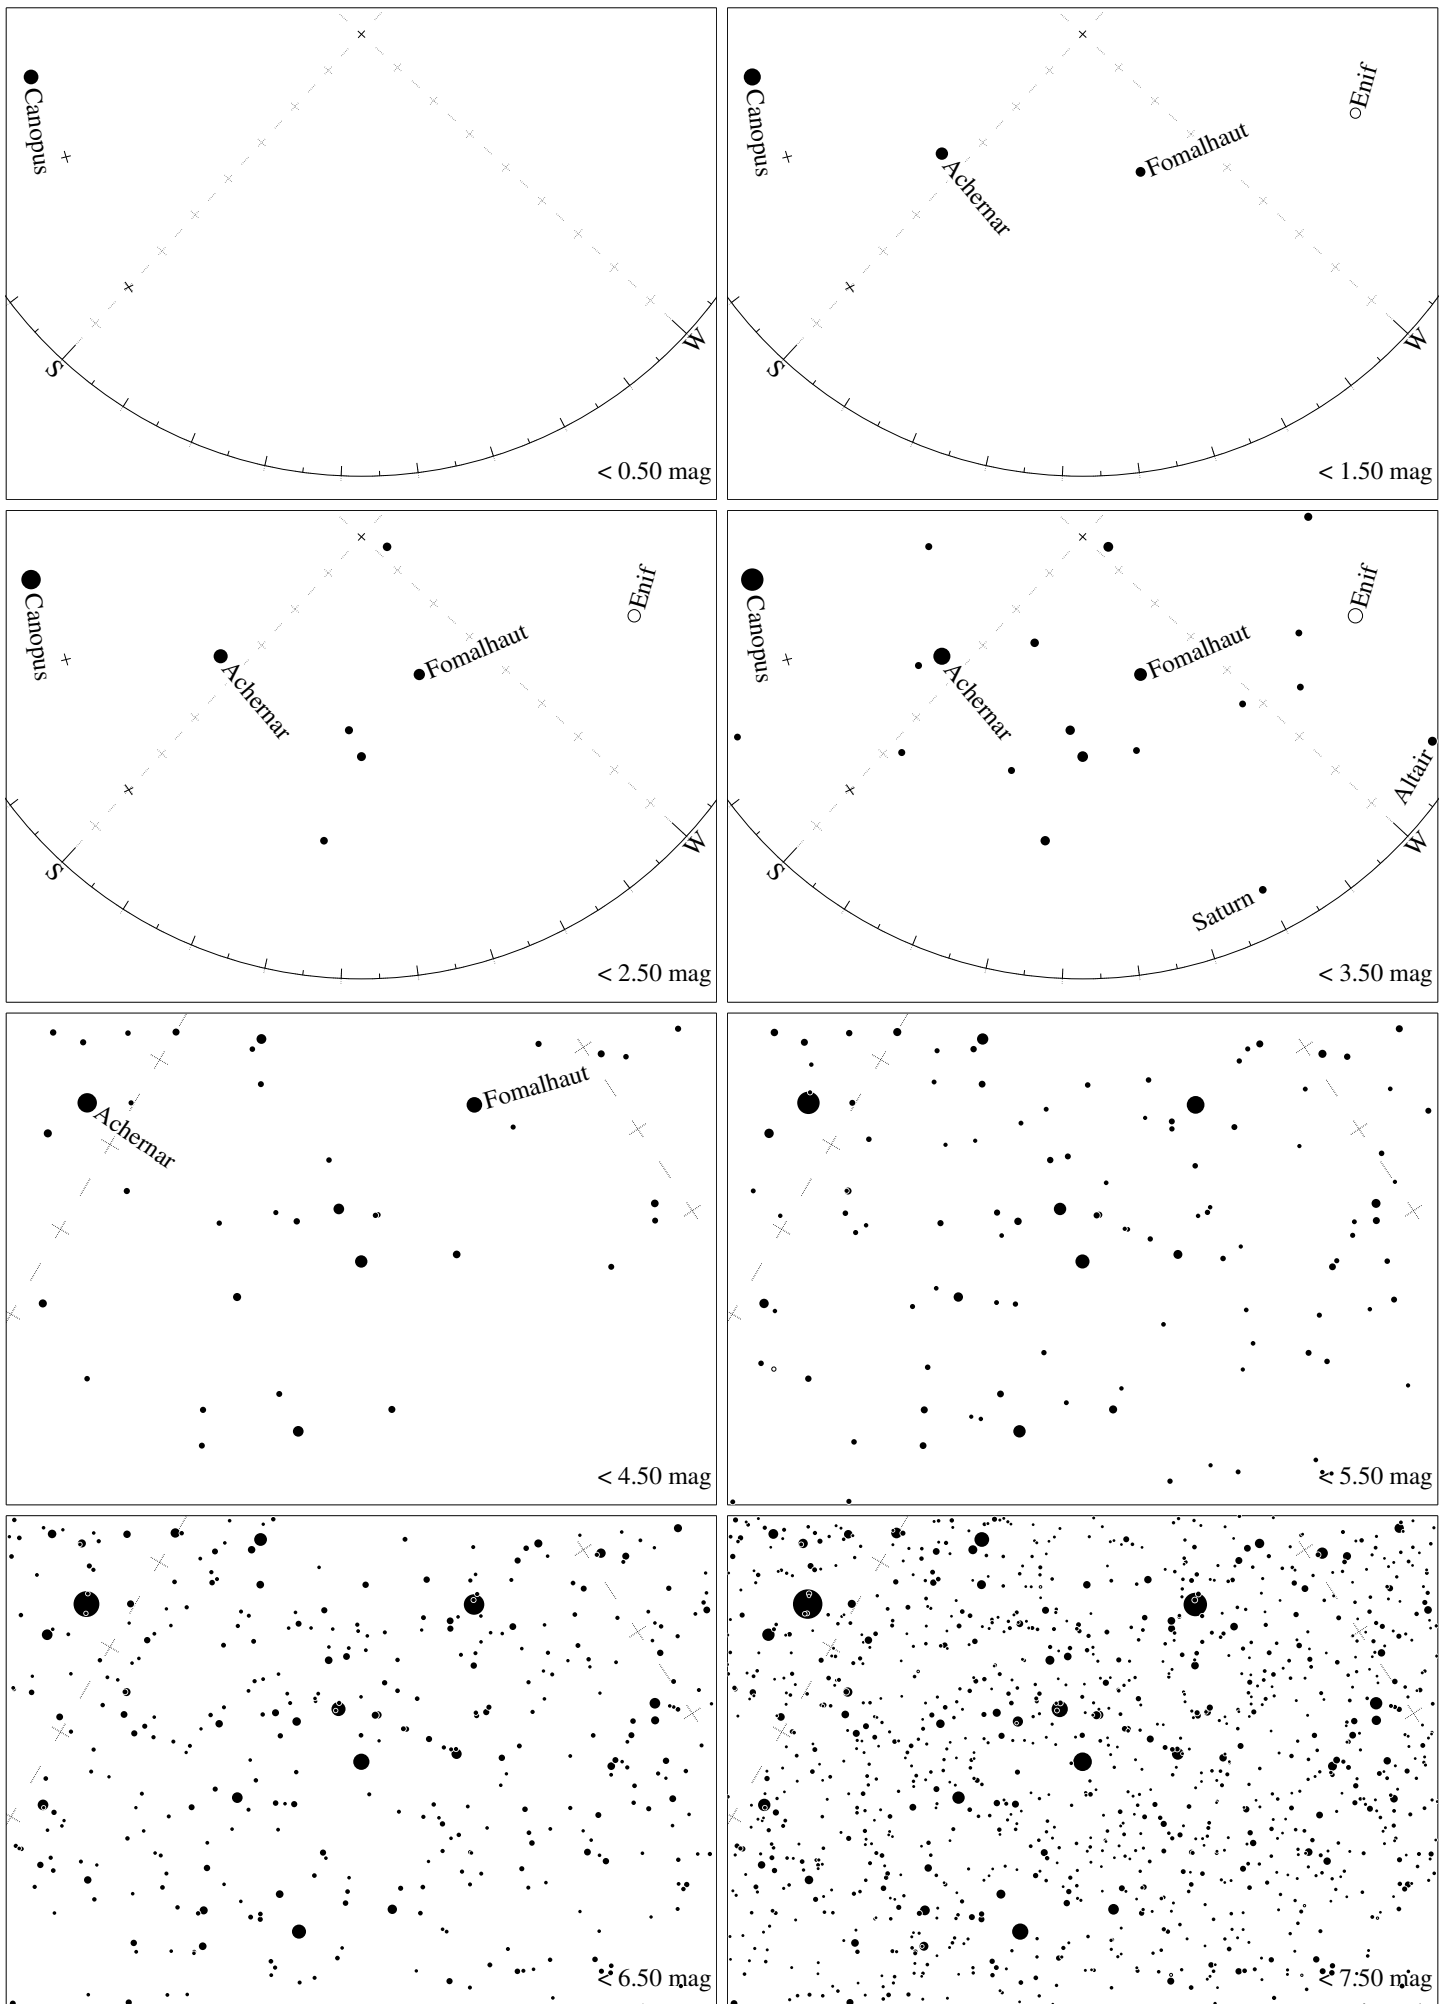 Canopus
S
W
< 0.50 mag
Canopus
Achernar
Fomalhaut
Enif
S
W
< 1.50 mag
Canopus
Achernar
Fomalhaut
Enif
S
W
< 2.50 mag
Canopus
Achernar
Fomalhaut
Enif
Altair
S
W
Saturn
< 3.50 mag
Achernar
Fomalhaut
< 4.50 mag
< 5.50 mag
< 6.50 mag
< 7.50 mag